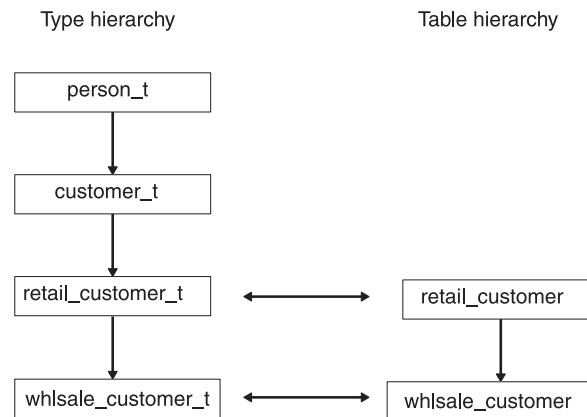 Type hierarchy
Table hierarchy
person_t
customer_t
retail_customer_t
retail_customer
whlsale_customer_t
whlsale_customer